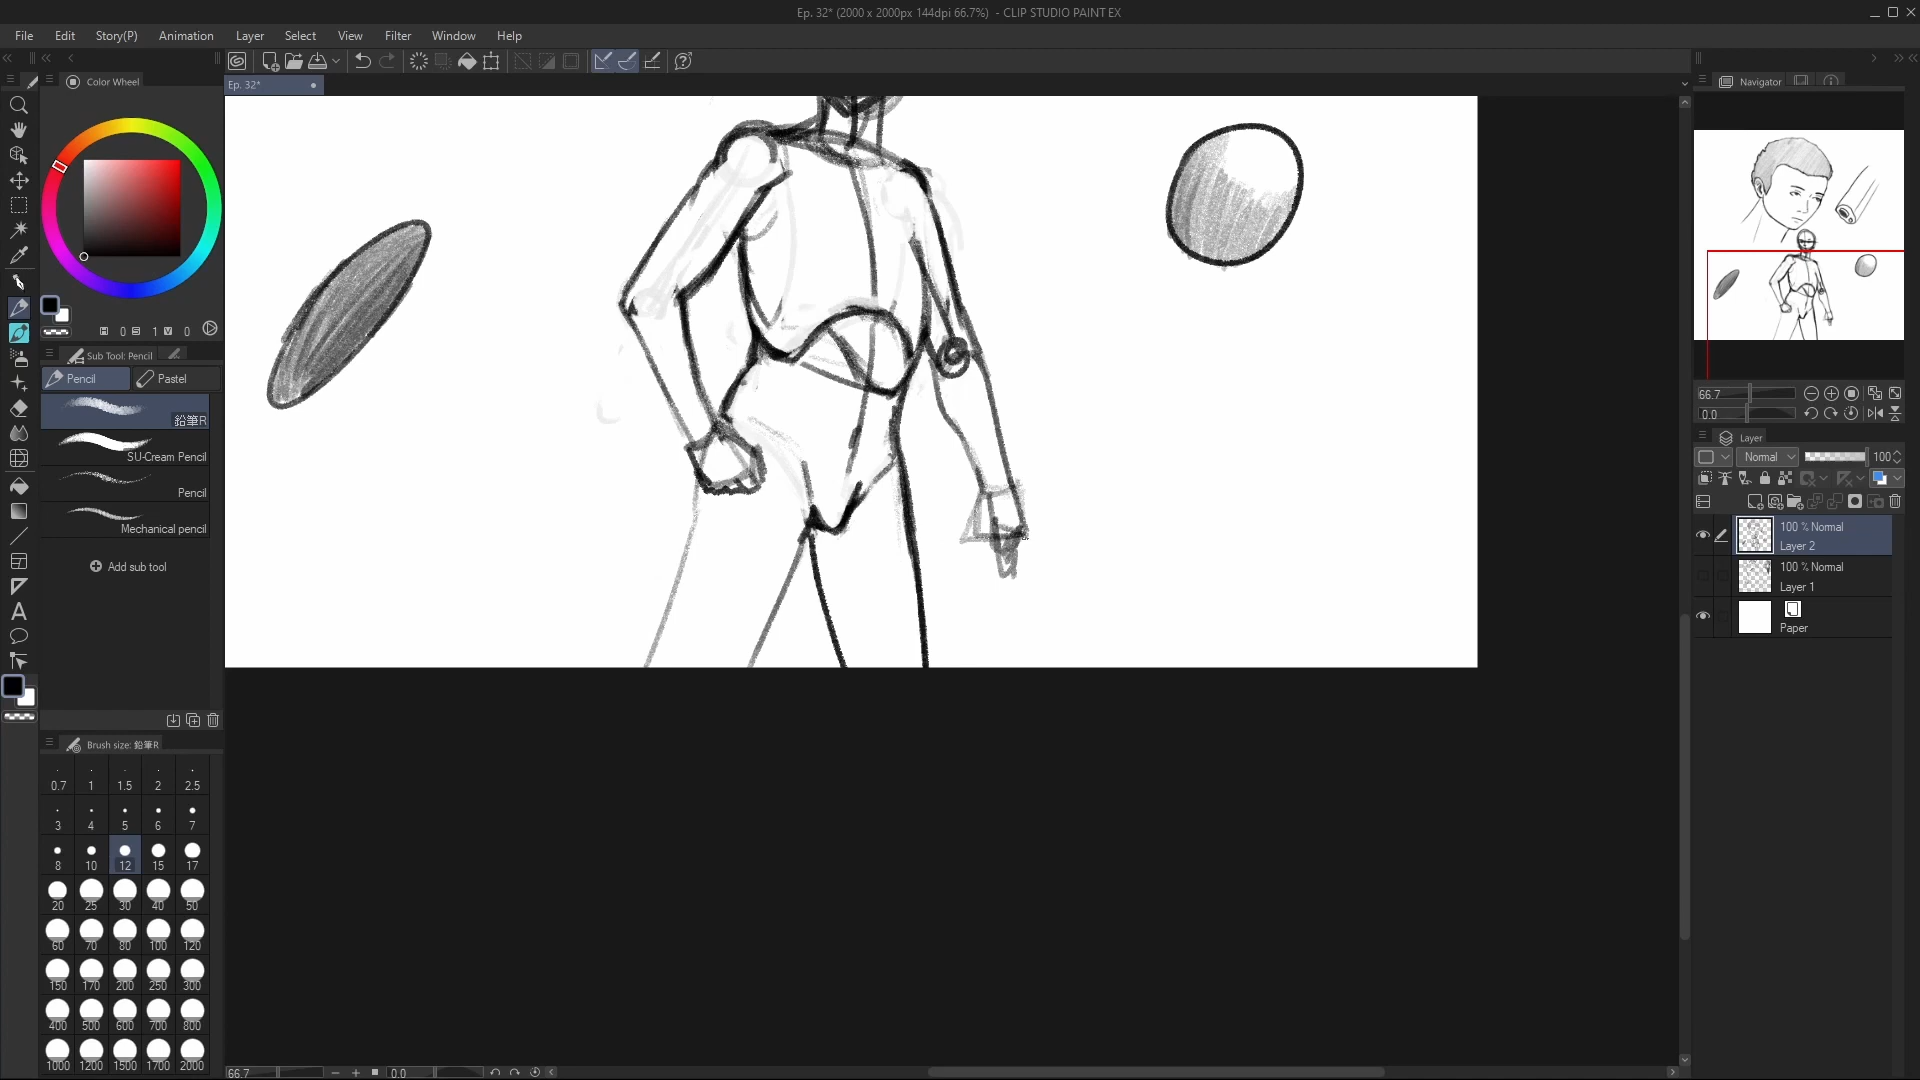 Ep. 32* (2000 x 2000px 144dpi 66.7%) - CLIP STUDIO PAINT EX
File Edit Story(P) Animation Layer Select View Filter Window Help
Color Wheel
Ep. 32*
Navigator
0 1 0
Sub Tool: Pencil
Pencil Pastel
鉛筆R
SU-Cream Pencil
Pencil
Mechanical pencil
Add sub tool
66.7
0.0
Layer
Normal 100
100 % Normal
Layer 2
100 % Normal
Layer 1
Paper
Brush size: 鉛筆R
0.7 1 1.5 2 2.5
3 4 5 6 7
8 10 12 15 17
20 25 30 40 50
60 70 80 100 120
150 170 200 250 300
400 500 600 700 800
1000 1200 1500 1700 2000
66.7 0.0